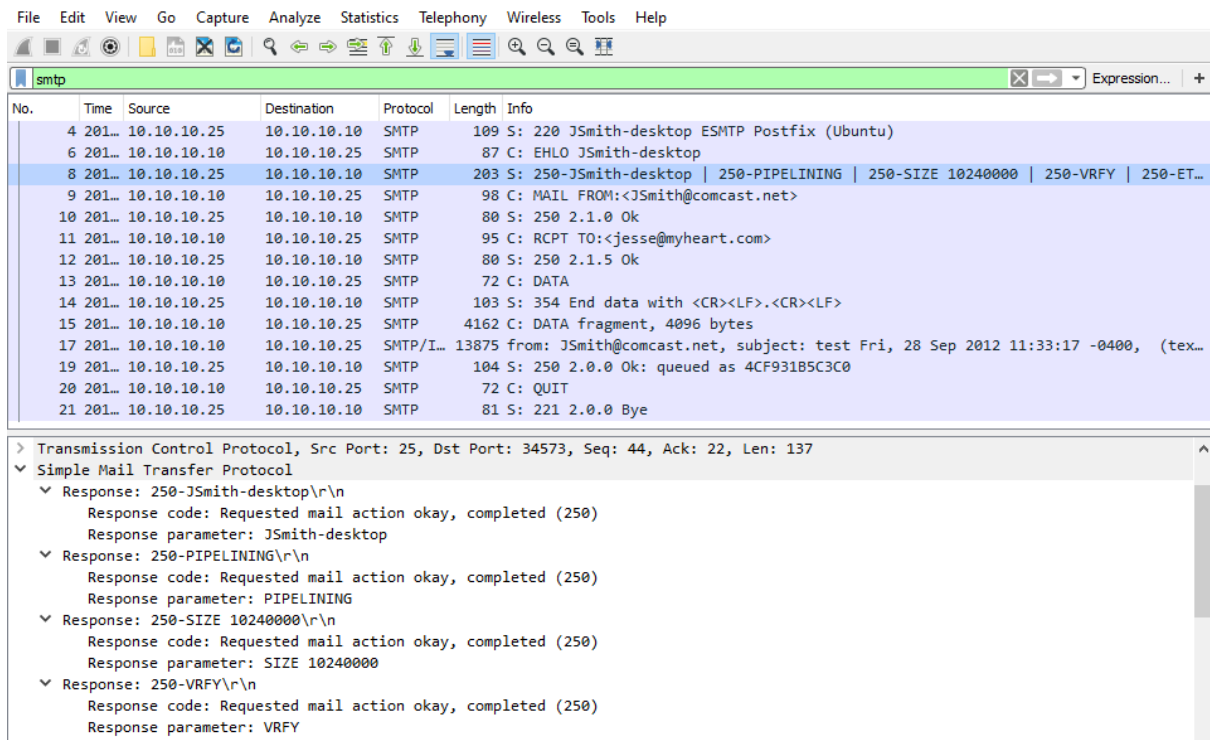 File Edit View Go Capture Analyze Statistics Telephony Wireless Tools Help
smtp Expression... +
No. Time Source Destination Protocol Length Info
4 201… 10.10.10.25 10.10.10.10 SMTP 109 S: 220 JSmith-desktop ESMTP Postfix (Ubuntu)
6 201… 10.10.10.10 10.10.10.25 SMTP 87 C: EHLO JSmith-desktop
8 201… 10.10.10.25 10.10.10.10 SMTP 203 S: 250-JSmith-desktop | 250-PIPELINING | 250-SIZE 10240000 | 250-VRFY | 250-ET…
9 201… 10.10.10.10 10.10.10.25 SMTP 98 C: MAIL FROM:<JSmith@comcast.net>
10 201… 10.10.10.25 10.10.10.10 SMTP 80 S: 250 2.1.0 Ok
11 201… 10.10.10.10 10.10.10.25 SMTP 95 C: RCPT TO:<jesse@myheart.com>
12 201… 10.10.10.25 10.10.10.10 SMTP 80 S: 250 2.1.5 Ok
13 201… 10.10.10.10 10.10.10.25 SMTP 72 C: DATA
14 201… 10.10.10.25 10.10.10.10 SMTP 103 S: 354 End data with <CR><LF>.<CR><LF>
15 201… 10.10.10.10 10.10.10.25 SMTP 4162 C: DATA fragment, 4096 bytes
17 201… 10.10.10.10 10.10.10.25 SMTP/I… 13875 from: JSmith@comcast.net, subject: test Fri, 28 Sep 2012 11:33:17 -0400, (tex…
19 201… 10.10.10.25 10.10.10.10 SMTP 104 S: 250 2.0.0 Ok: queued as 4CF931B5C3C0
20 201… 10.10.10.10 10.10.10.25 SMTP 72 C: QUIT
21 201… 10.10.10.25 10.10.10.10 SMTP 81 S: 221 2.0.0 Bye
Transmission Control Protocol, Src Port: 25, Dst Port: 34573, Seq: 44, Ack: 22, Len: 137
Simple Mail Transfer Protocol
Response: 250-JSmith-desktop\r\n
Response code: Requested mail action okay, completed (250)
Response parameter: JSmith-desktop
Response: 250-PIPELINING\r\n
Response code: Requested mail action okay, completed (250)
Response parameter: PIPELINING
Response: 250-SIZE 10240000\r\n
Response code: Requested mail action okay, completed (250)
Response parameter: SIZE 10240000
Response: 250-VRFY\r\n
Response code: Requested mail action okay, completed (250)
Response parameter: VRFY